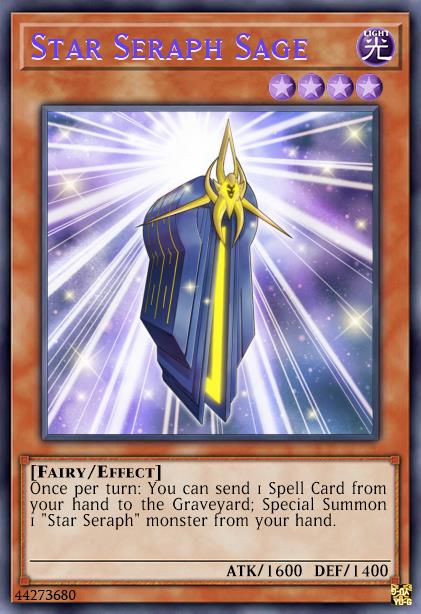 Star Seraph Sage
LIGHT
光
[Fairy/Effect]
Once per turn: You can send 1 Spell Card from
your hand to the Graveyard; Special Summon
1 "Star Seraph" monster from your hand.
ATK/1600 DEF/1400
44273680